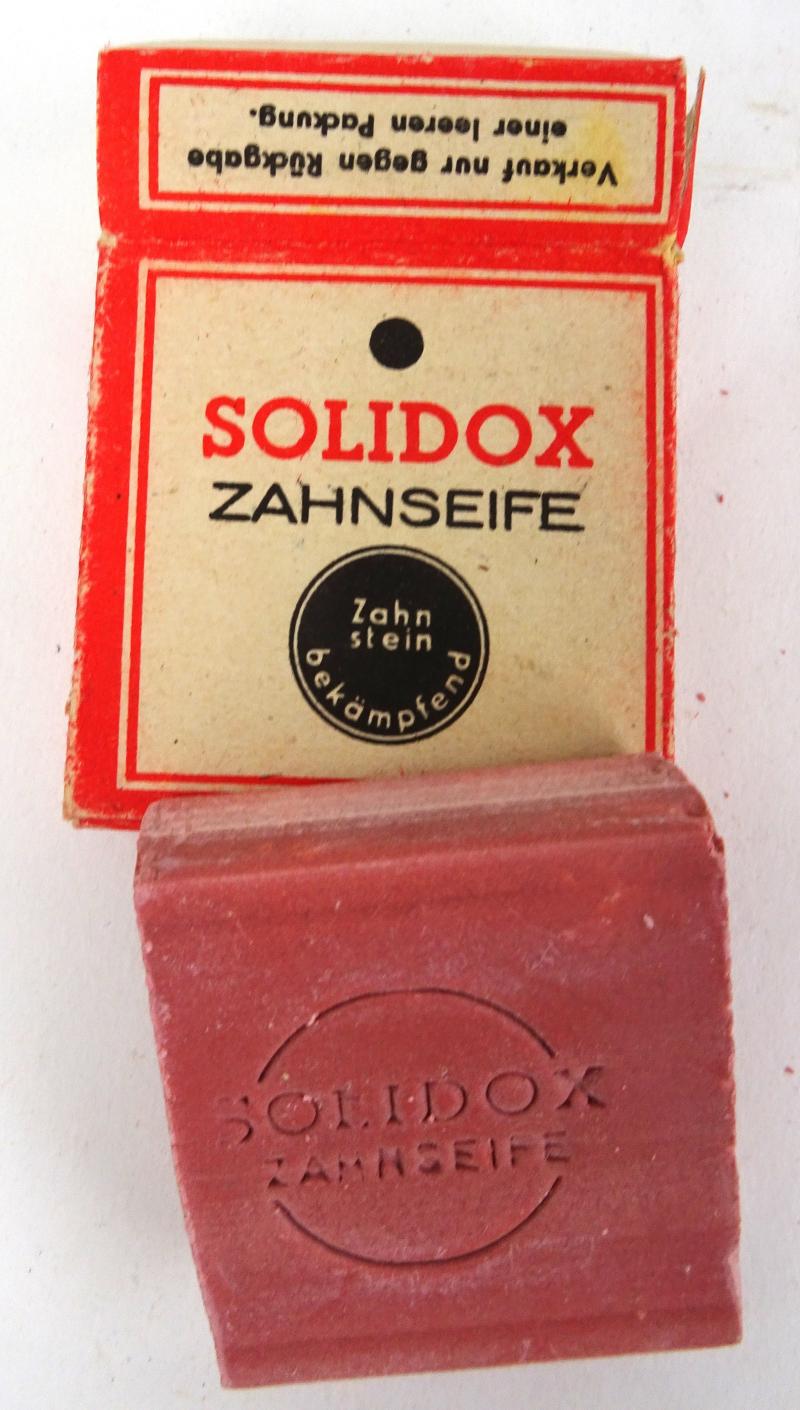 Verkauf nur gegen Rückgabe
einer leeren Packung.
SOLIDOX
ZAHNSEIFE
Zahn
stein
bekämpfend
SOLIDOX
ZAHNSEIFE